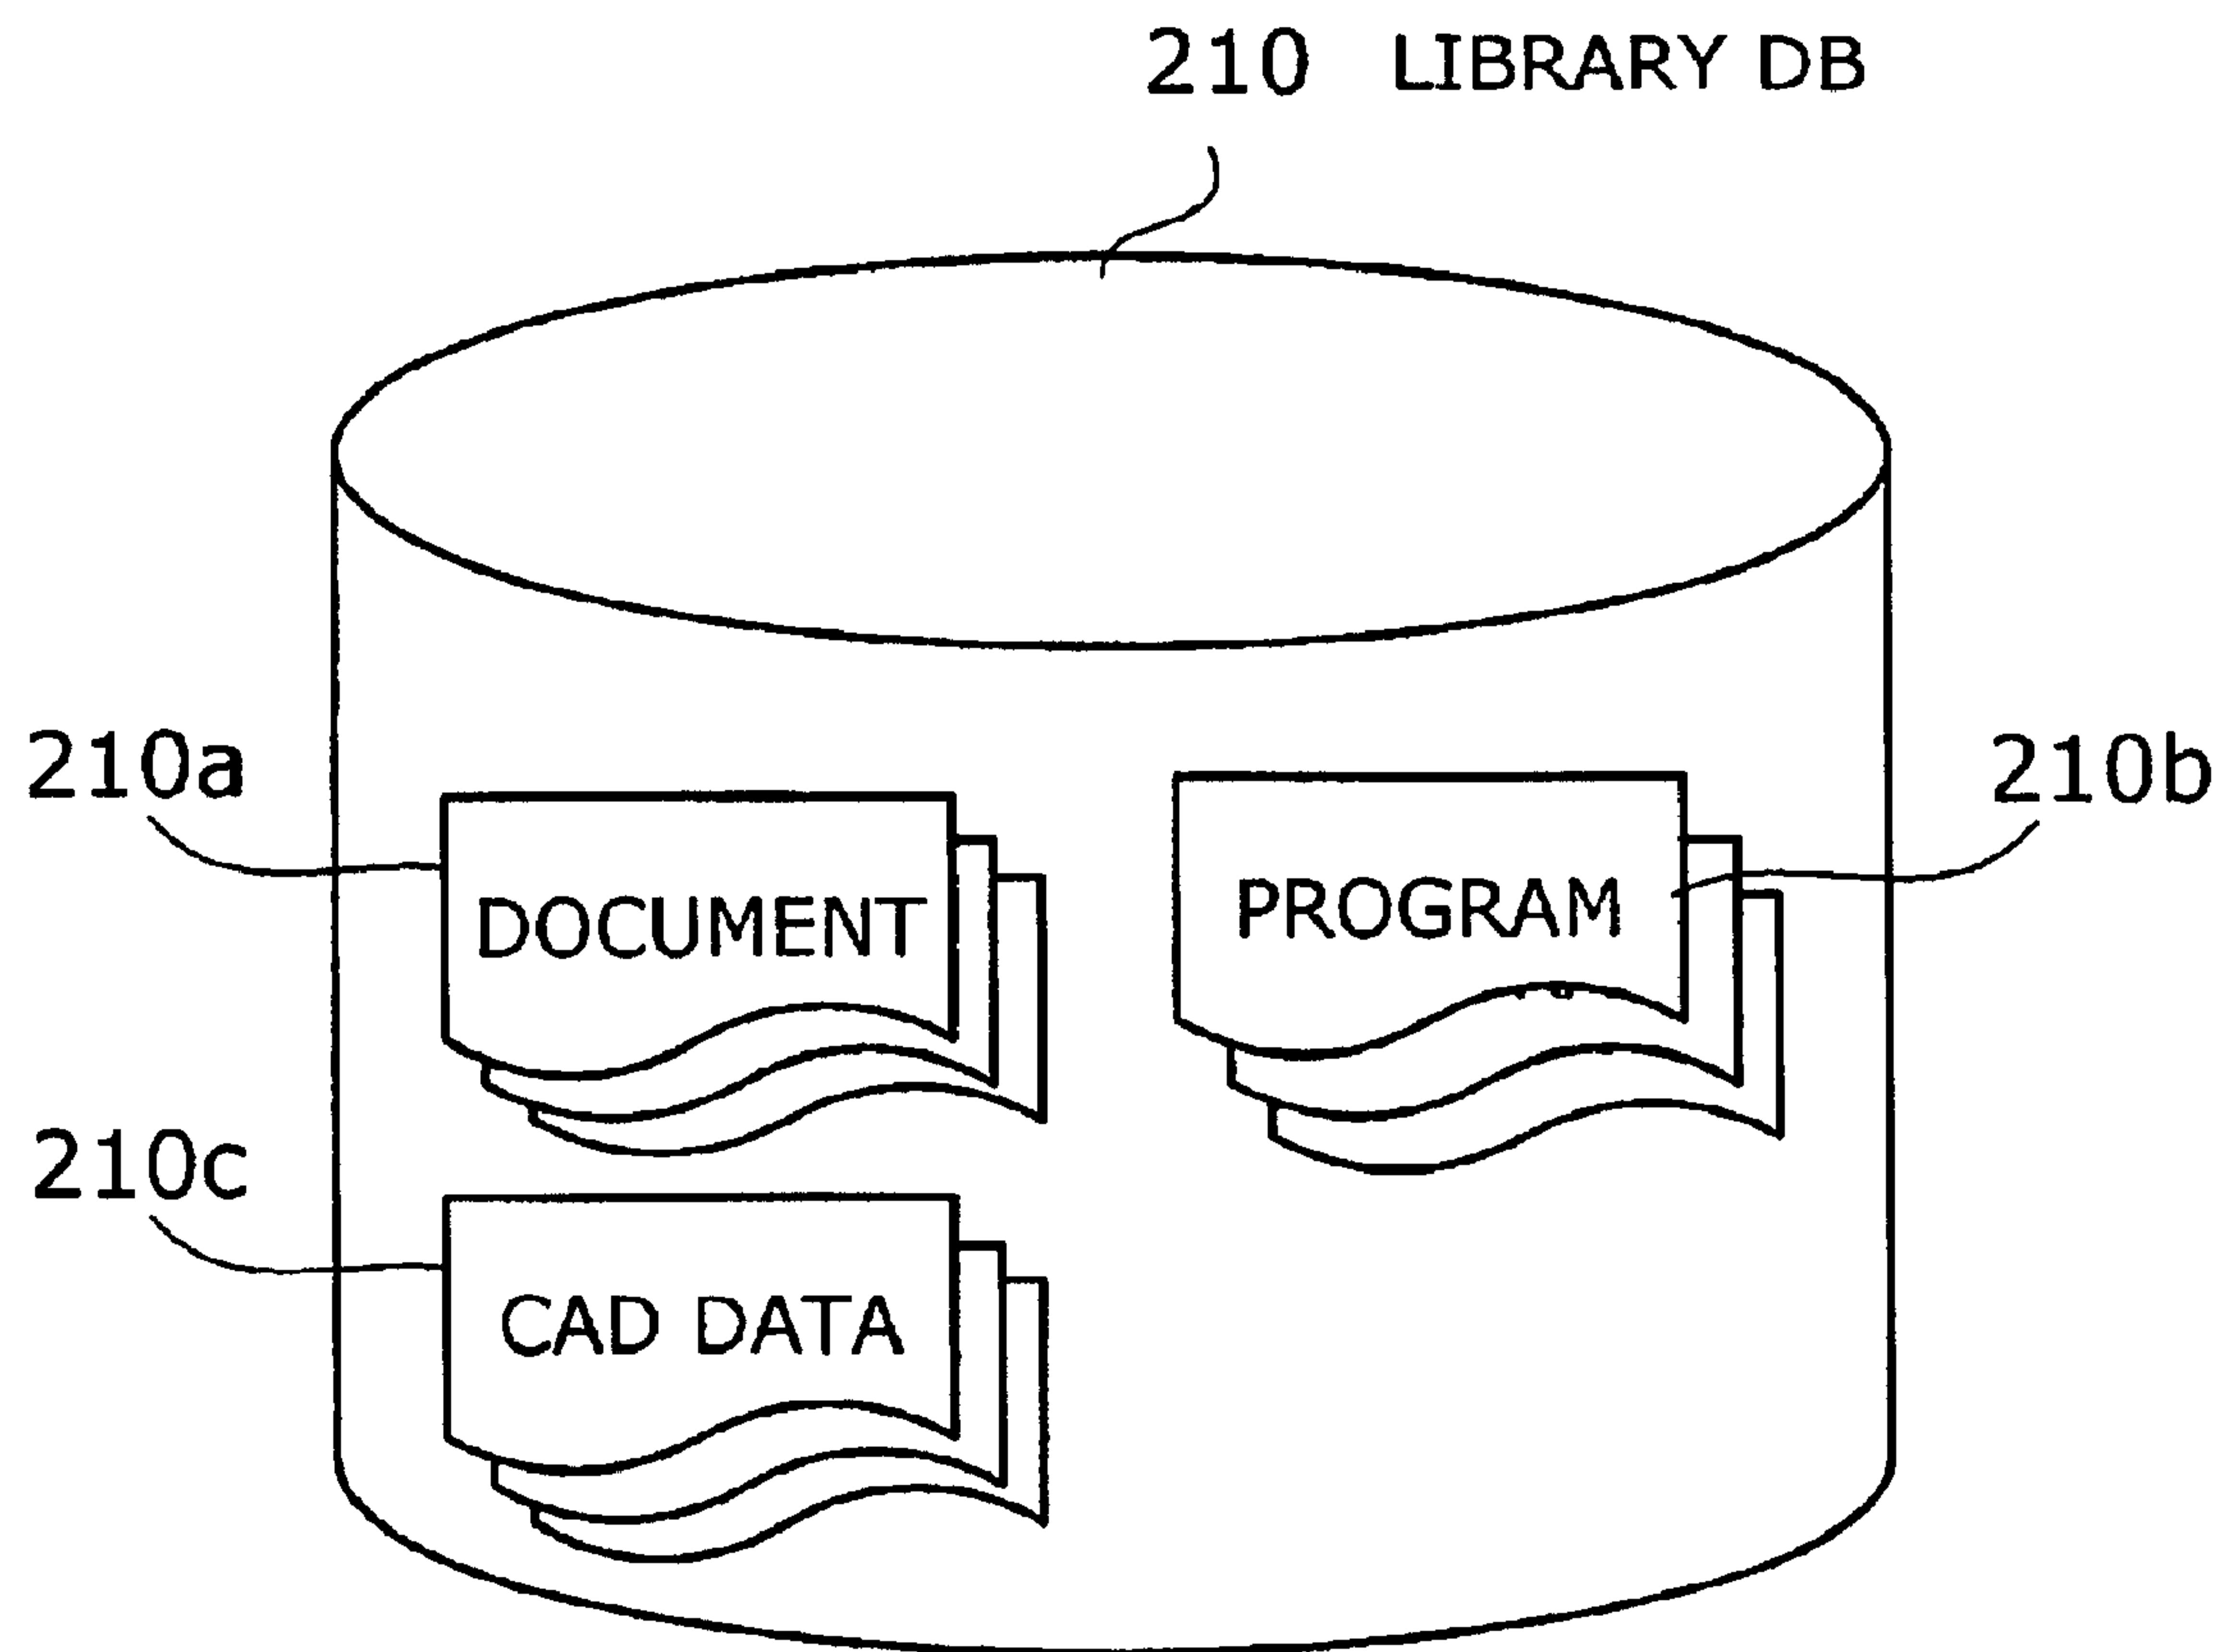 210 LIBRARY DB
210a
210b
DOCUMENT
PROGRAM
210c
CAD DATA